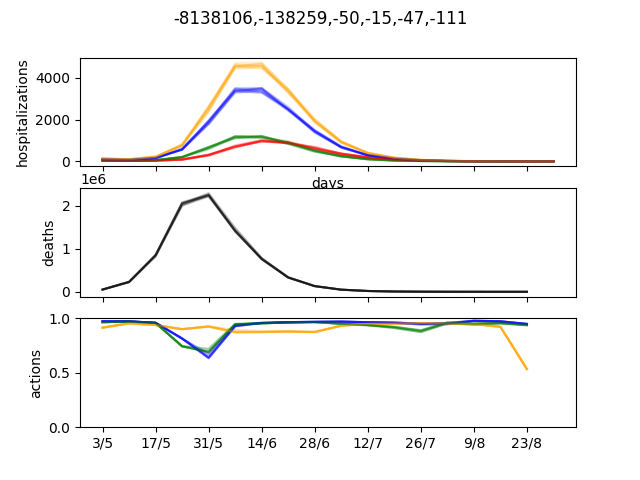 -8138106,-138259,-50,-15,-47,-111
hospitalizations
4000
2000
0
days
1e6
deaths
2
1
0
actions
1.0
0.5
0.0
3/5 17/5 31/5 14/6 28/6 12/7 26/7 9/8 23/8